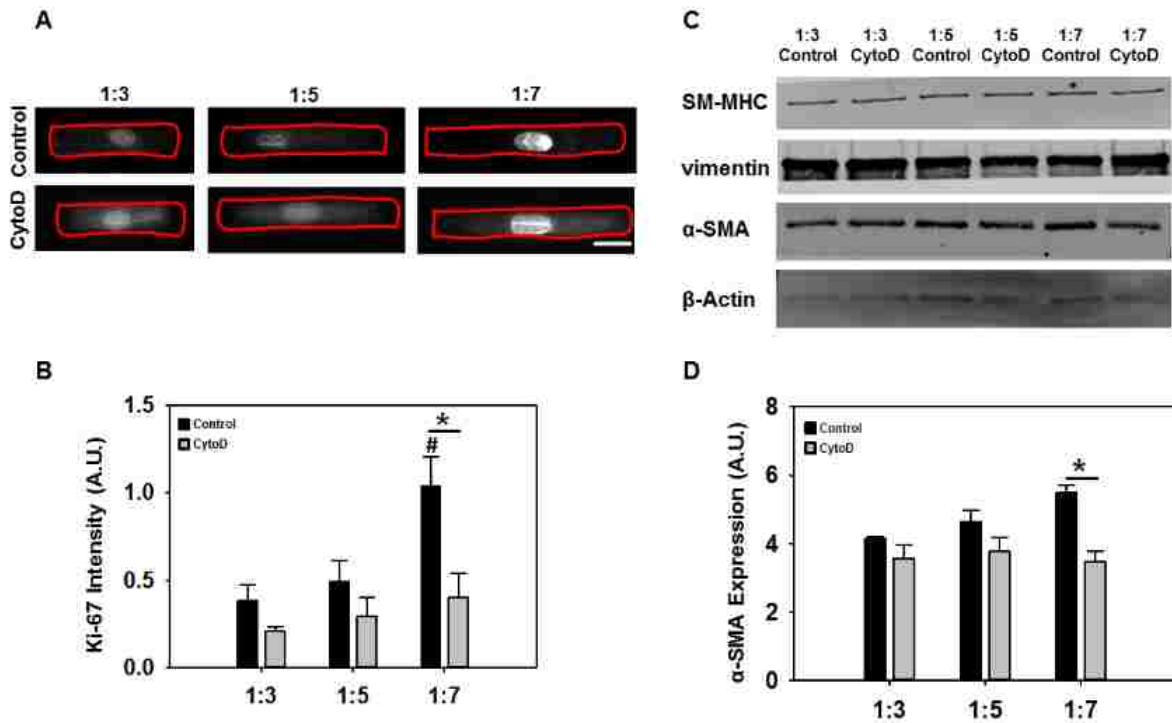 A
1:3 1:5 1:7
Control
CytoD
C
1:3 1:3 1:5 1:5 1:7 1:7
Control CytoD Control CytoD Control CytoD
SM-MHC
vimentin
α-SMA
β-Actin
B
Ki-67 Intensity (A.U.)
1.5
1.0
0.5
0.0
Control
CytoD
*
#
1:3 1:5 1:7
D
α-SMA Expression (A.U.)
8
6
4
2
0
Control
CytoD
*
1:3 1:5 1:7